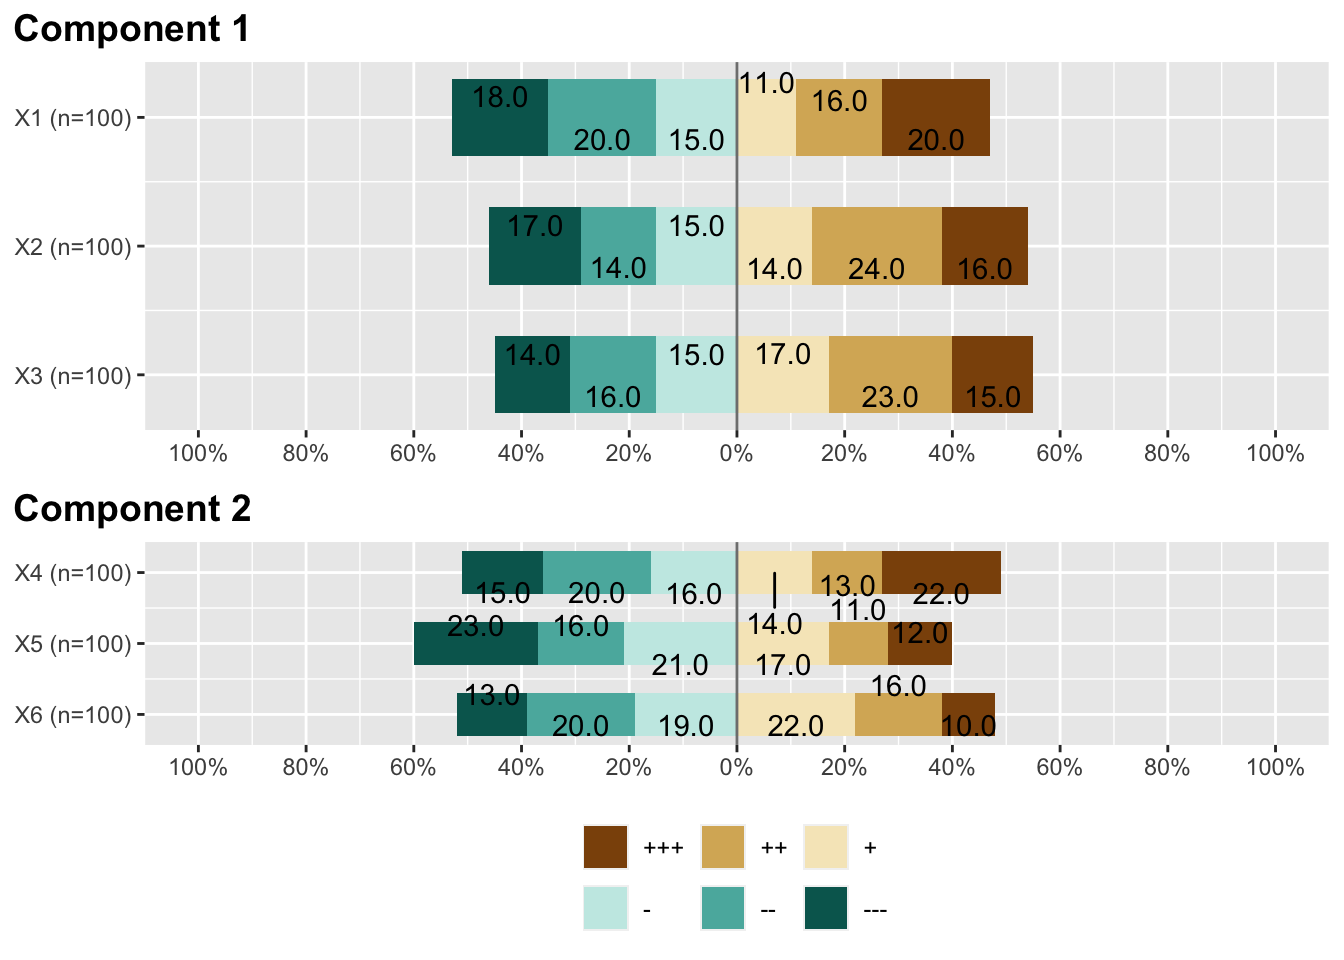 Component 1
X1 (n=100)
18.0 20.0 15.0 11.0 16.0 20.0
X2 (n=100)
17.0 14.0 15.0 14.0 24.0 16.0
X3 (n=100)
14.0 16.0 15.0 17.0 23.0 15.0
100% 80% 60% 40% 20% 0% 20% 40% 60% 80% 100%
Component 2
X4 (n=100)
15.0 20.0 16.0 14.0 13.0 22.0
X5 (n=100)
23.0 16.0 21.0 17.0 11.0 12.0
X6 (n=100)
13.0 20.0 19.0 22.0 16.0 10.0
100% 80% 60% 40% 20% 0% 20% 40% 60% 80% 100%
+++ ++ +
- -- ---